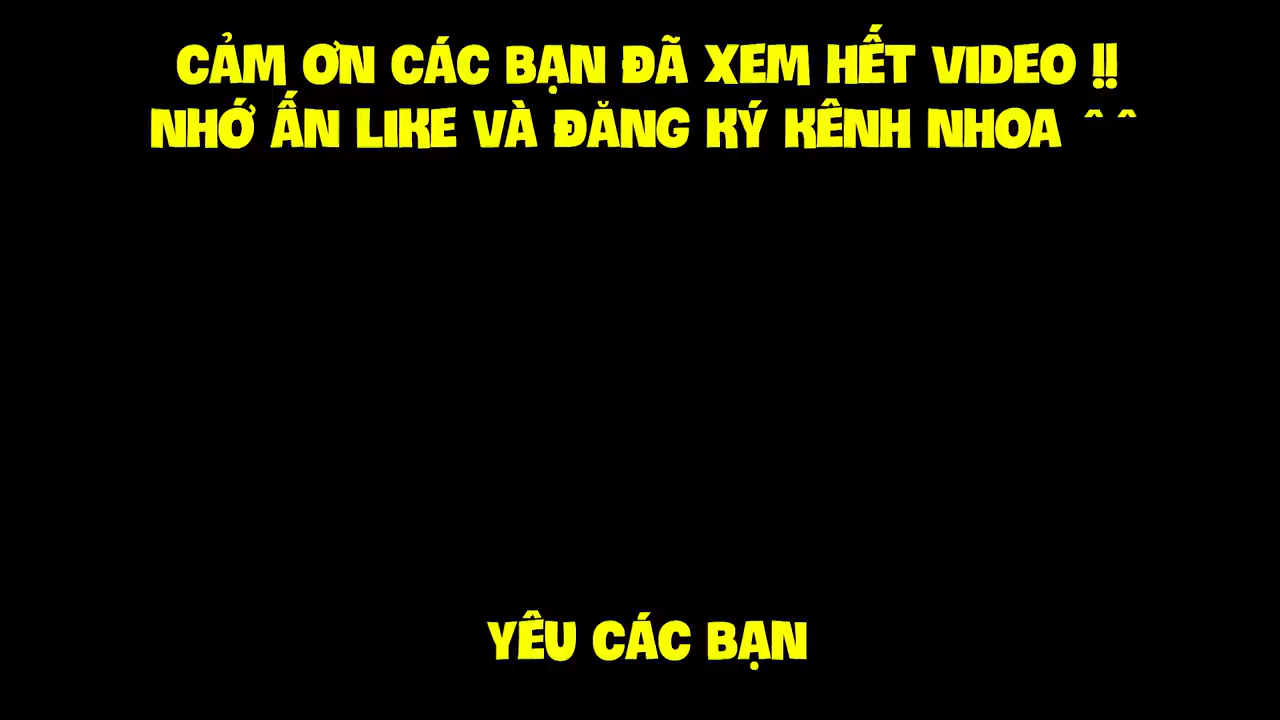 CẢM ƠN CÁC BẠN ĐÃ XEM HẾT VIDEO !!
NHỚ ẤN LIKE VÀ ĐĂNG KÝ KÊNH NHOA ^ ^
YÊU CÁC BẠN